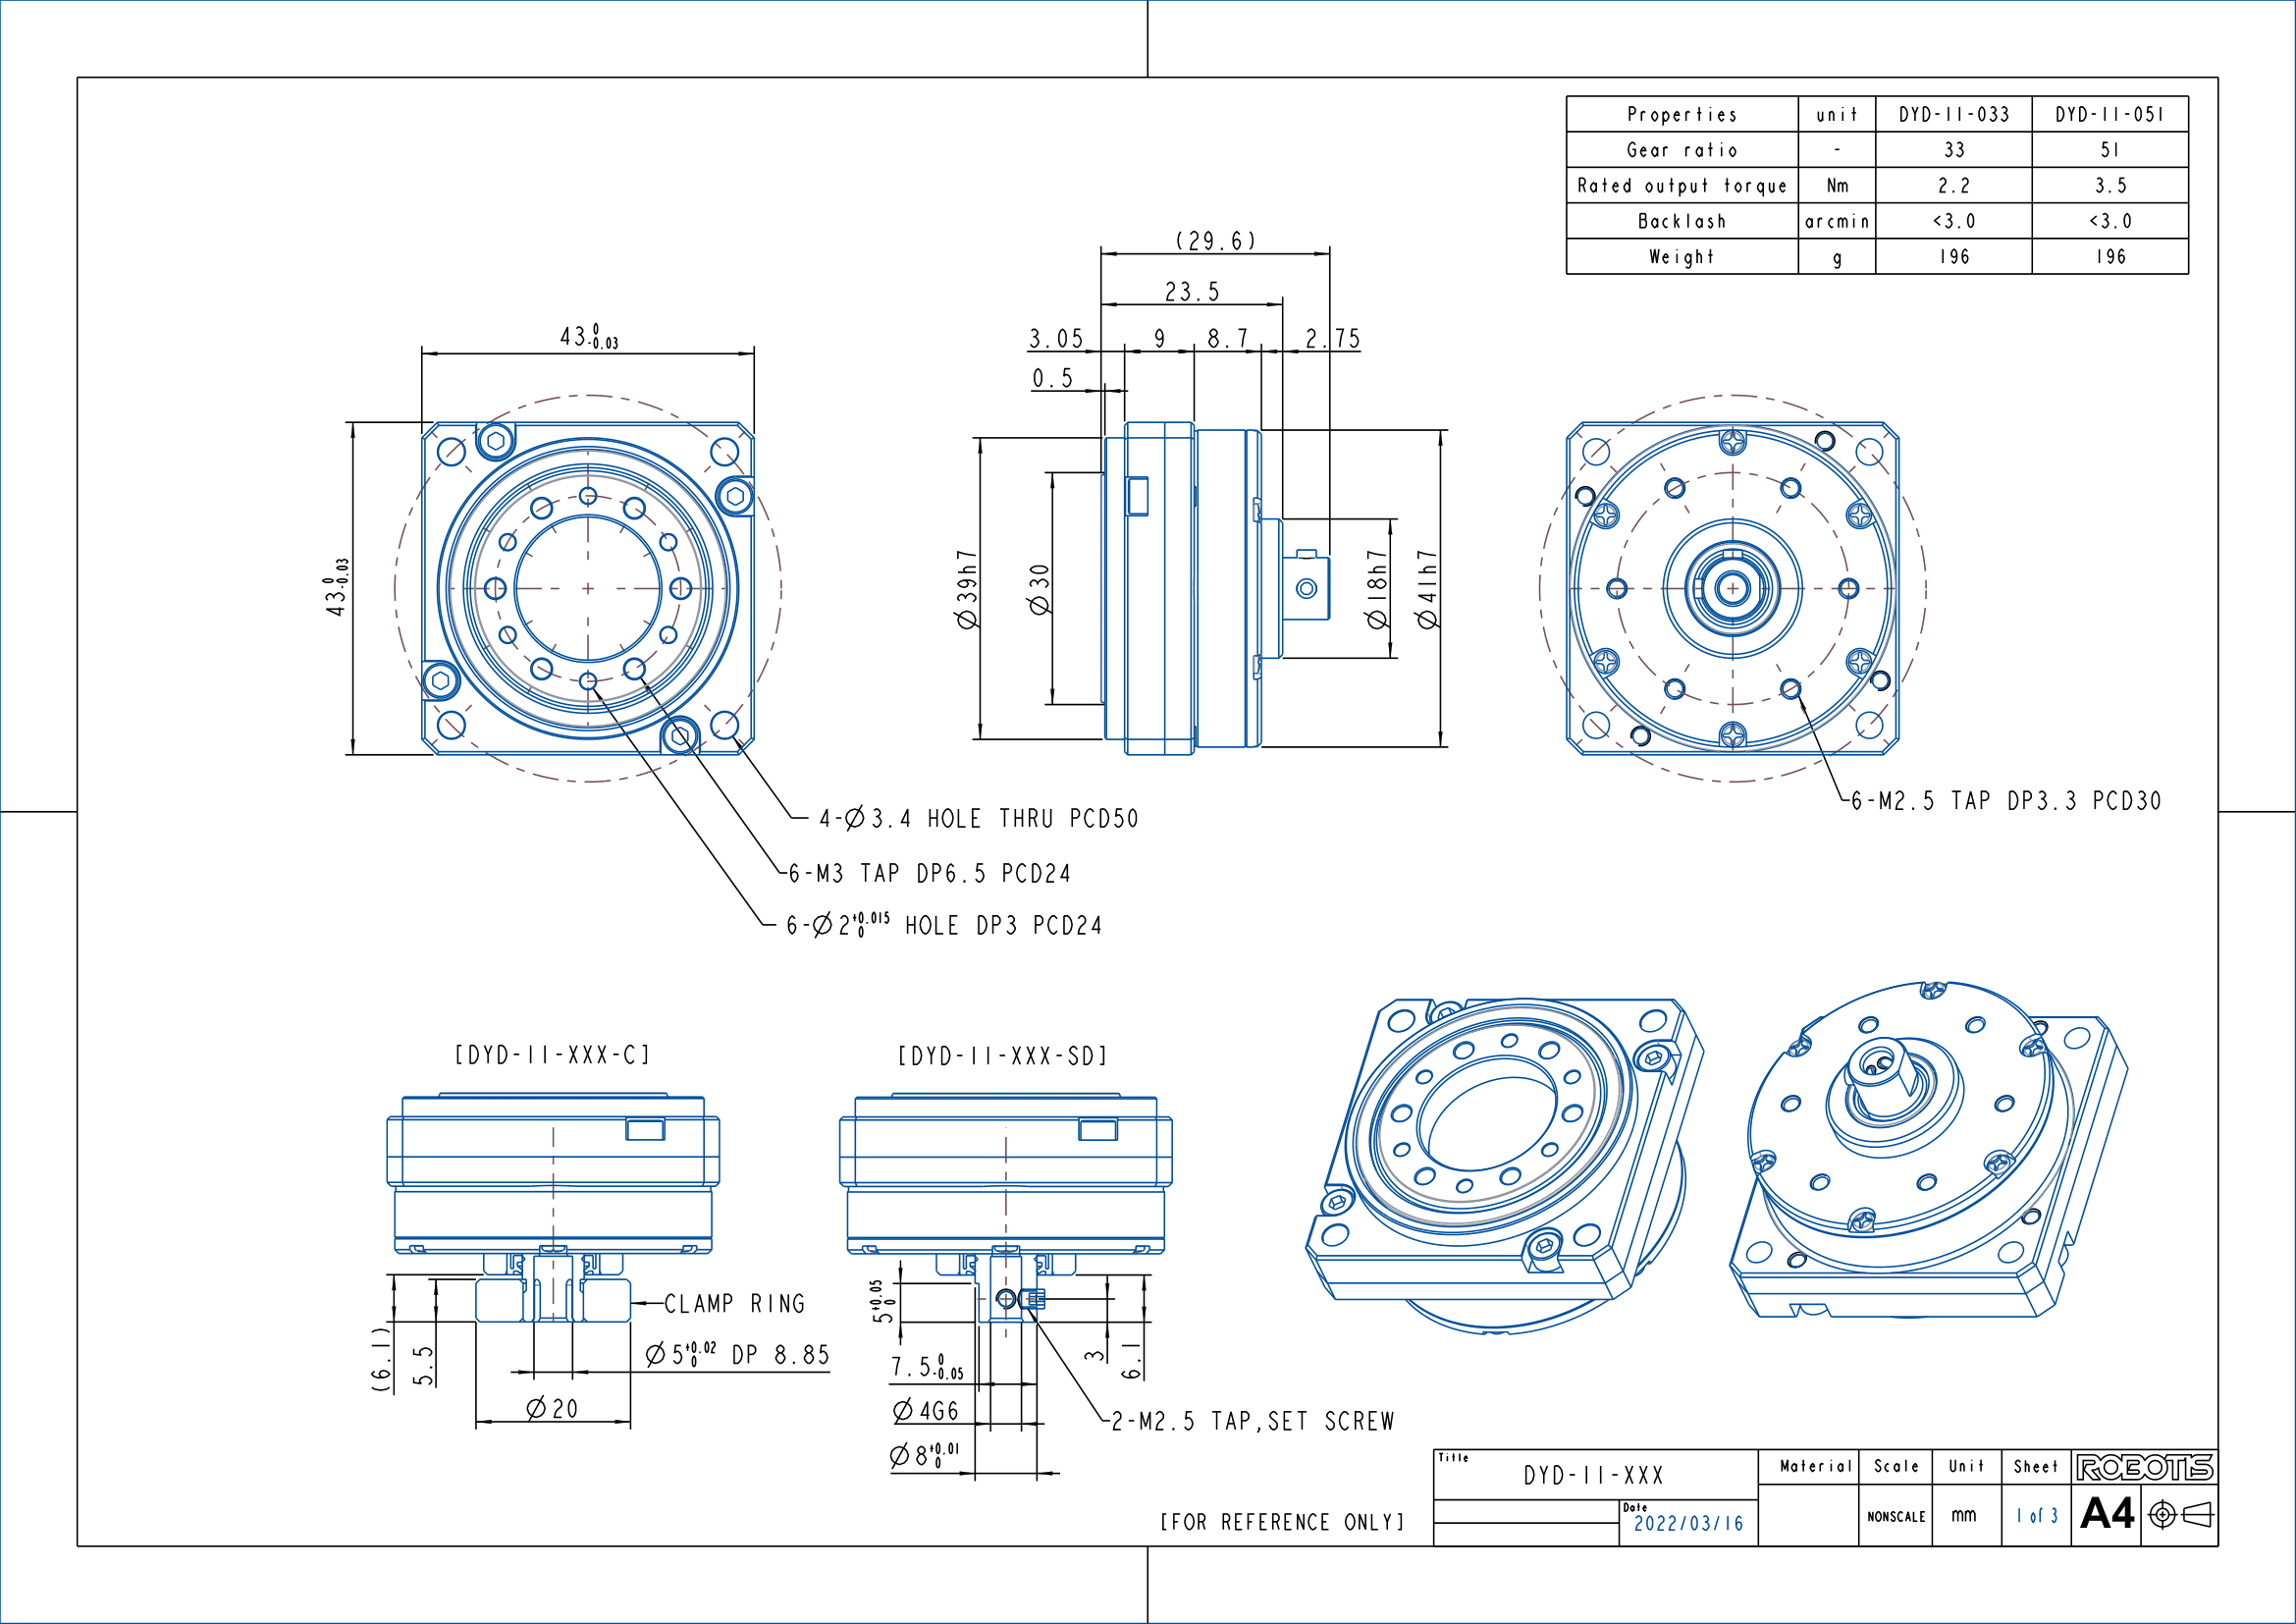 Properties unit DYD-11-033 DYD-11-051
Gear ratio - 33 51
Rated output torque Nm 2.2 3.5
Backlash arcmin <3.0 <3.0
Weight g 196 196
(29.6)
23.5
3.05 9 8.7 2.75
0.5
43 0 -0.03
43 0 -0.03
Ø39h7
Ø30
Ø18h7
Ø41h7
4-Ø3.4 HOLE THRU PCD50
6-M3 TAP DP6.5 PCD24
6-Ø2 +0.015 0 HOLE DP3 PCD24
6-M2.5 TAP DP3.3 PCD30
[DYD-11-XXX-C]
CLAMP RING
(6.1)
5.5
Ø5 +0.02 0 DP 8.85
Ø20
[DYD-11-XXX-SD]
5 +0.05 0
7.5 0 -0.05
Ø4G6
Ø8 +0.01 0
3
6.1
2-M2.5 TAP,SET SCREW
[FOR REFERENCE ONLY]
Title
DYD-11-XXX
Date
2022/03/16
Material Scale Unit Sheet ROBOTIS
NONSCALE mm 1 of 3 A4